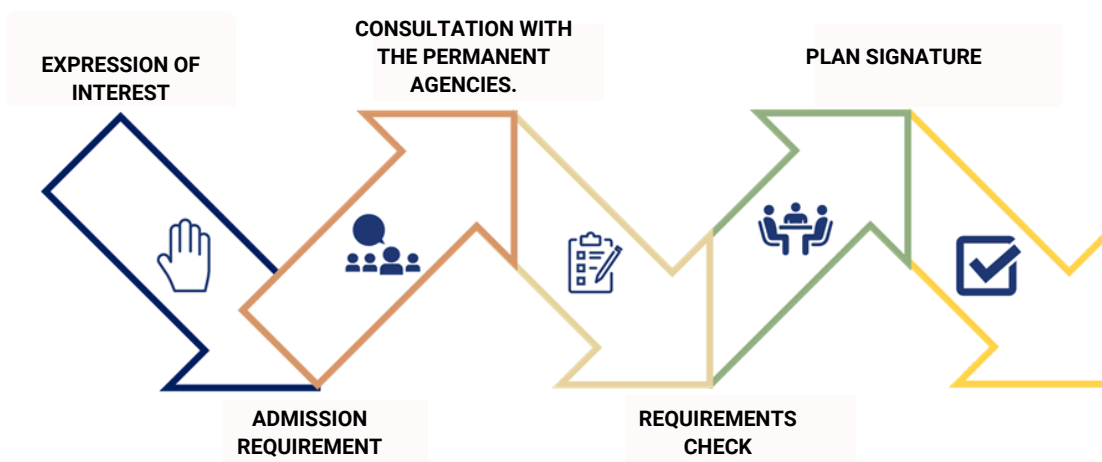 EXPRESSION OF
INTEREST
CONSULTATION WITH
THE PERMANENT
AGENCIES.
PLAN SIGNATURE
ADMISSION
REQUIREMENT
REQUIREMENTS
CHECK